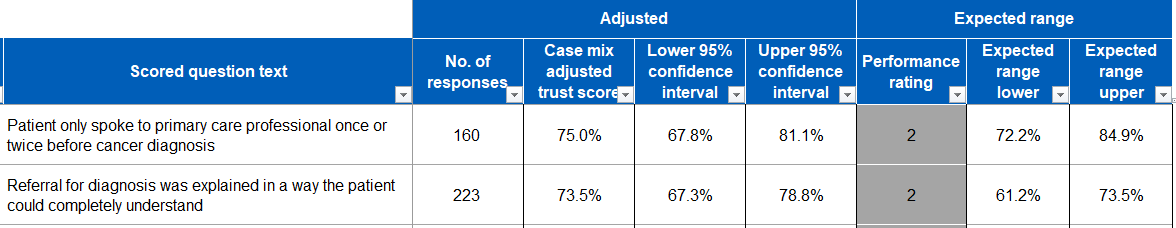 Adjusted Expected range
Scored question text No. of responses Case mix adjusted trust score Lower 95% confidence interval Upper 95% confidence interval Performance rating Expected range lower Expected range upper
Patient only spoke to primary care professional once or
twice before cancer diagnosis 160 75.0% 67.8% 81.1% 2 72.2% 84.9%
Referral for diagnosis was explained in a way the patient
could completely understand 223 73.5% 67.3% 78.8% 2 61.2% 73.5%